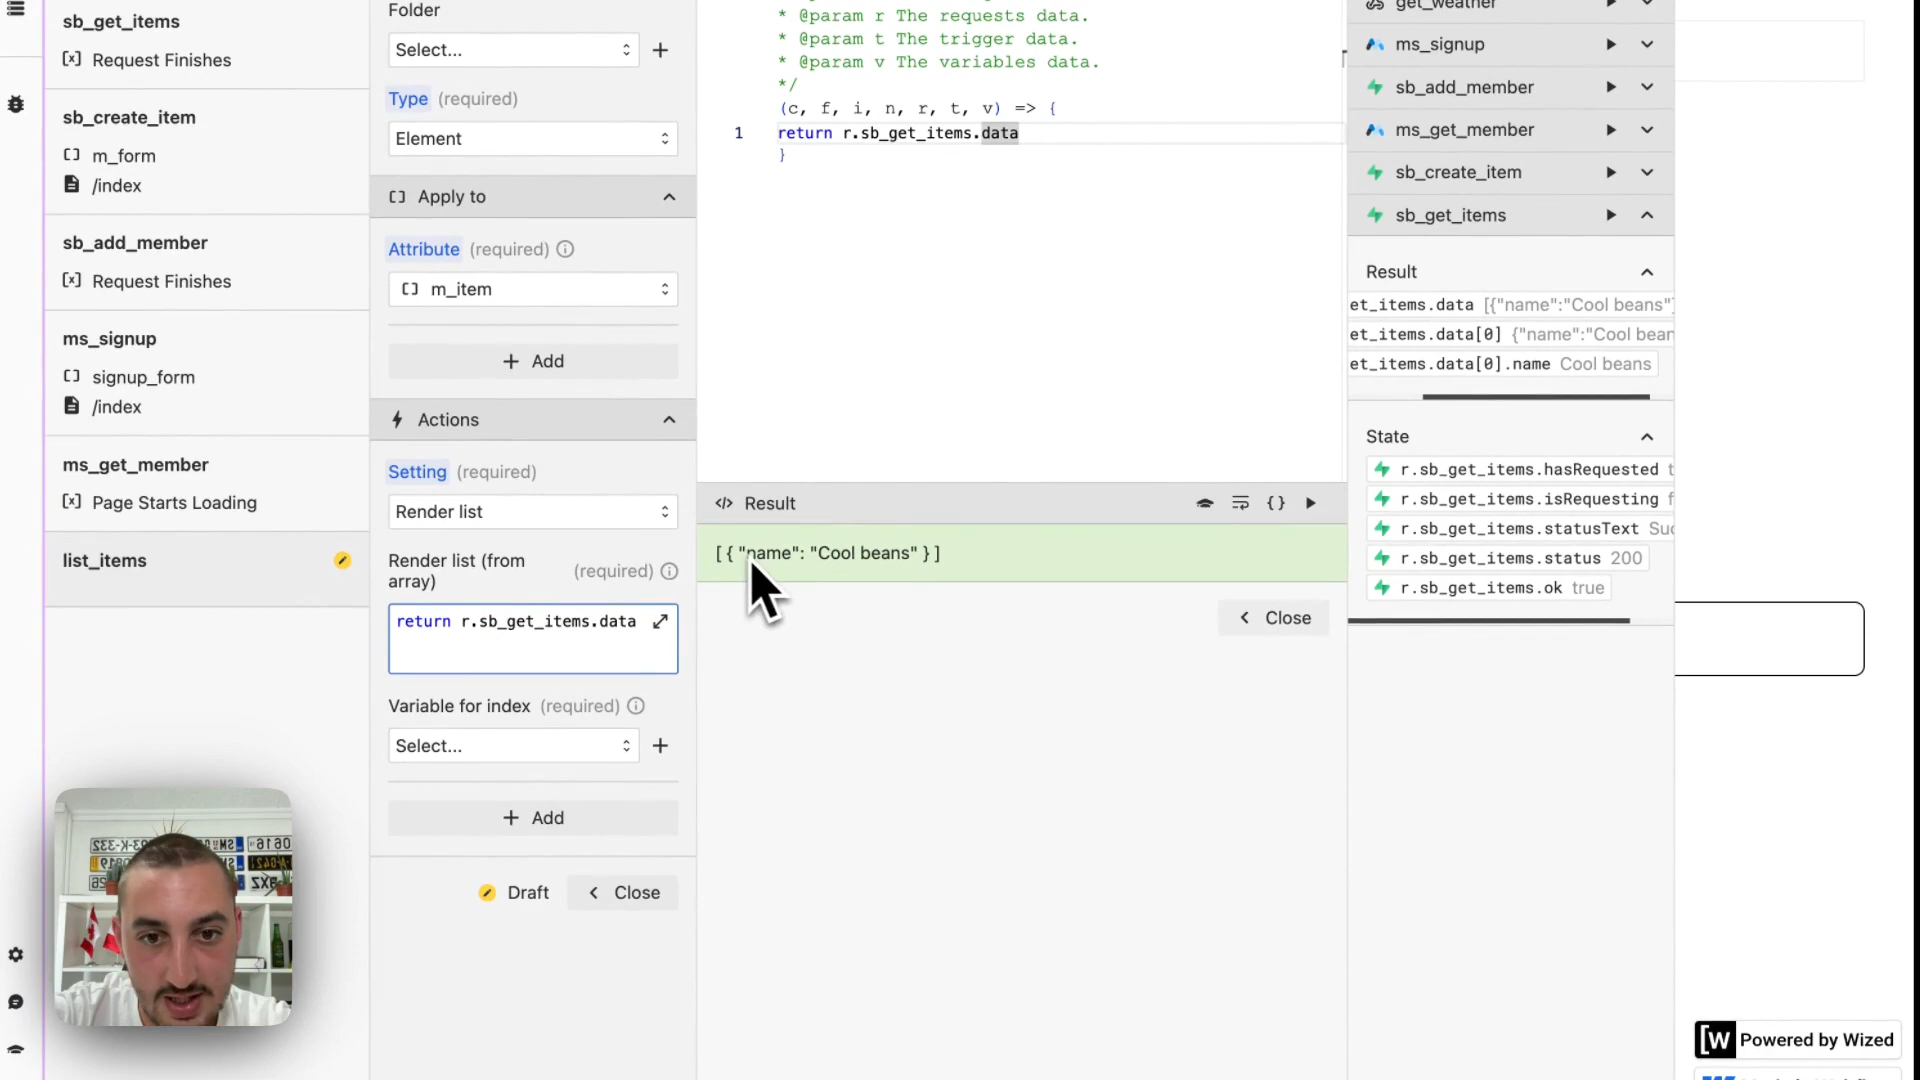 sb_get_items
Request Finishes
sb_create_item
m_form
/index
sb_add_member
Request Finishes
ms_signup
signup_form
/index
ms_get_member
Page Starts Loading
list_items
Folder
Select...
Type (required)
Element
Apply to
Attribute (required)
m_item
Add
Actions
Setting (required)
Render list
Render list (from
array) (required)
return r.sb_get_items.data
Variable for index (required)
Select...
Add
Draft
Close
* @param r The requests data.
* @param t The trigger data.
* @param v The variables data.
*/
(c, f, i, n, r, t, v) => {
1 return r.sb_get_items.data
}
Result
[ { "name": "Cool beans" } ]
Close
get_weather
ms_signup
sb_add_member
ms_get_member
sb_create_item
sb_get_items
Result
et_items.data [{"name":"Cool beans"}
et_items.data[0] {"name":"Cool bean
et_items.data[0].name Cool beans
State
r.sb_get_items.hasRequested t
r.sb_get_items.isRequesting f
r.sb_get_items.statusText Suc
r.sb_get_items.status 200
r.sb_get_items.ok true
[W Powered by Wized